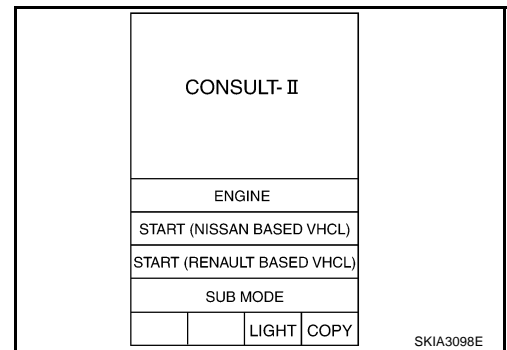 CONSULT-II
ENGINE
START (NISSAN BASED VHCL)
START (RENAULT BASED VHCL)
SUB MODE
LIGHT COPY
SKIA3098E